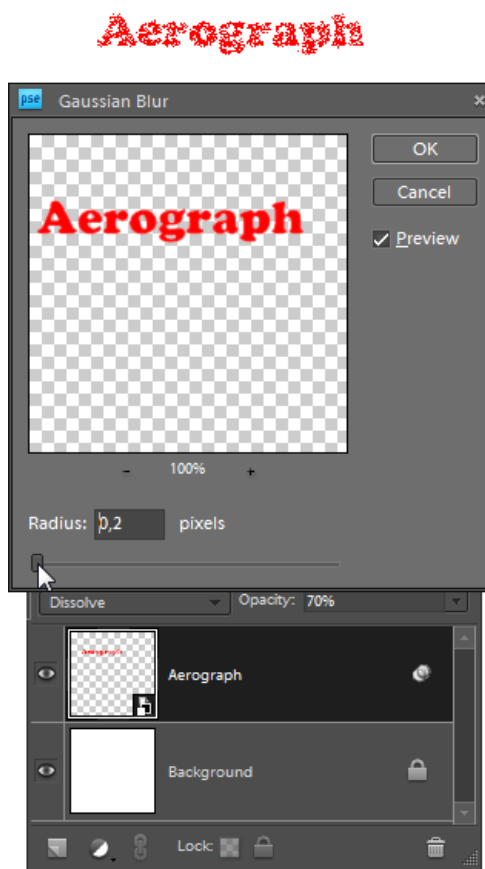 Aerograph
pse Gaussian Blur
OK
Cancel
Preview
Aerograph
- 100% +
Radius: 0,2 pixels
Dissolve Opacity: 70%
Aerograph
Background
Lock: